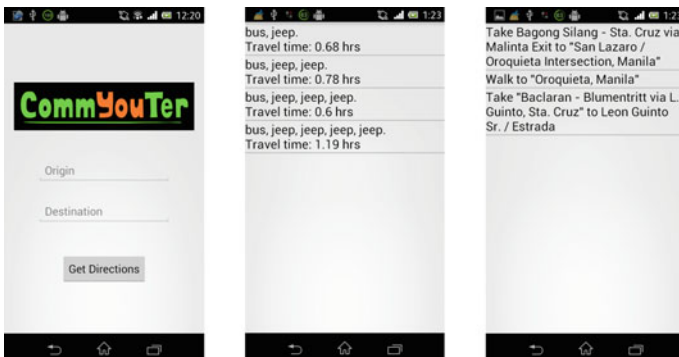 12:20
CommYouTer
Origin
Destination
Get Directions
1:23
bus, jeep.
Travel time: 0.68 hrs
bus, jeep, jeep.
Travel time: 0.78 hrs
bus, jeep, jeep, jeep.
Travel time: 0.6 hrs
bus, jeep, jeep, jeep, jeep.
Travel time: 1.19 hrs
Take Bagong Silang - Sta. Cruz via
Malinta Exit to "San Lazaro /
Oroquieta Intersection, Manila"
Walk to "Oroquieta, Manila"
Take "Baclaran - Blumentritt via L.
Guinto, Sta. Cruz" to Leon Guinto
Sr. / Estrada